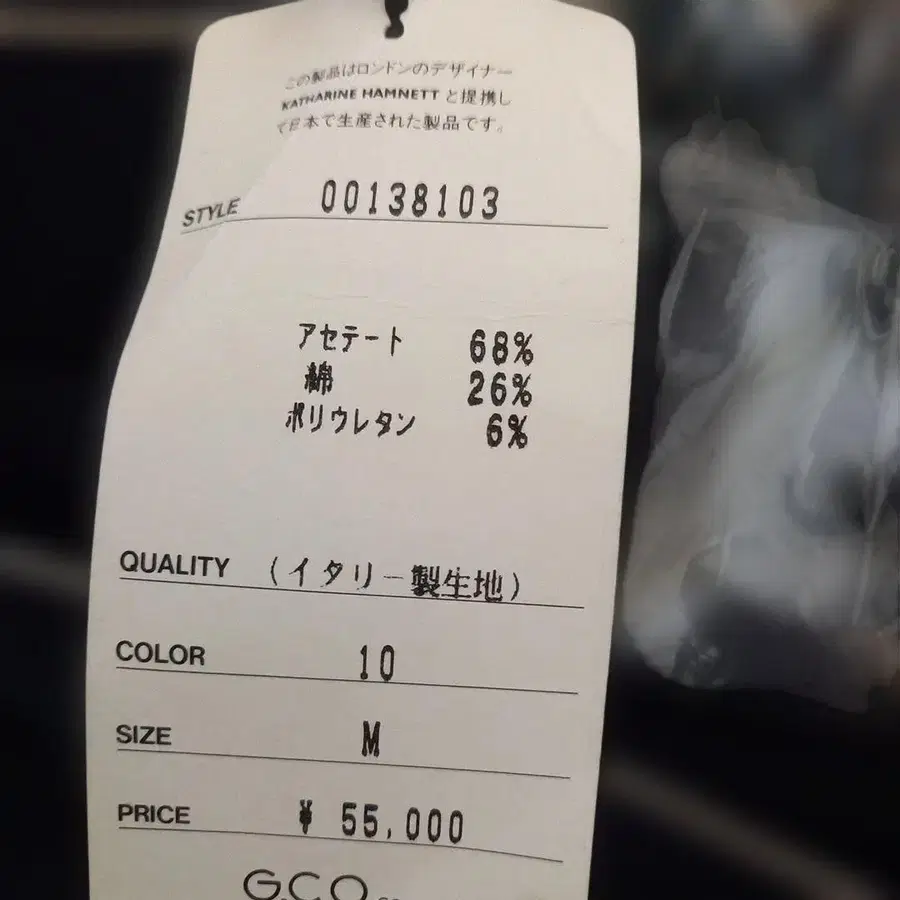 この製品はロンドンのデザイナー
KATHARINE HAMNETT と提携し
て日本で生産された製品です。
STYLE 00138103
アセテート 68%
綿 26%
ポリウレタン 6%
QUALITY (イタリー製生地)
COLOR 10
SIZE M
PRICE ¥ 55,000
G.C.O.